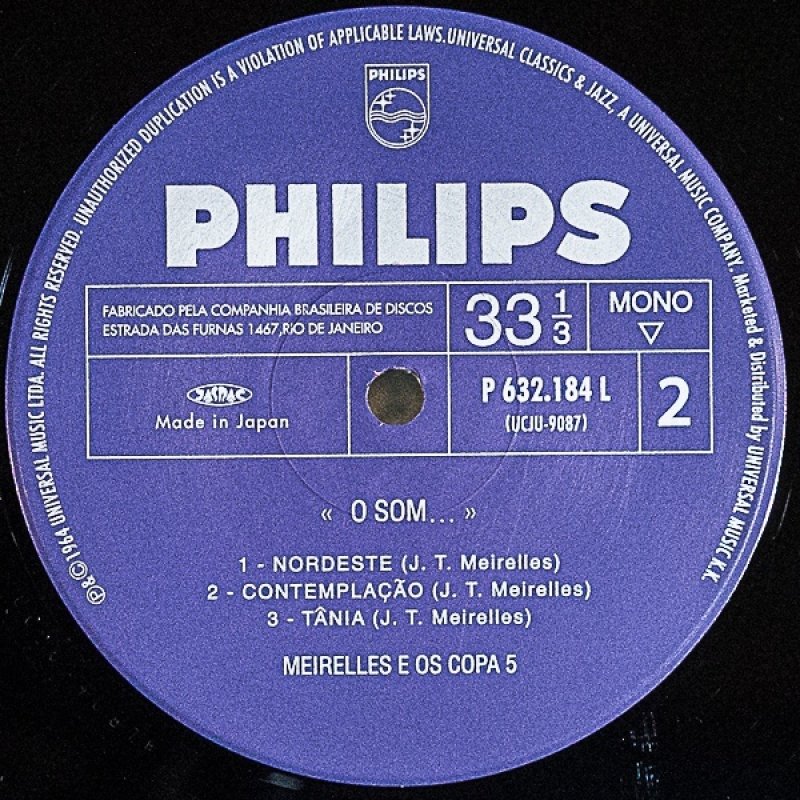 PHILIPS
PHILIPS
FABRICADO PELA COMPANHIA BRASILEIRA DE DISCOS
ESTRADA DAS FURNAS 1467, RIO DE JANEIRO
33 1/3
MONO
JASRAC
Made in Japan
P 632.184 L
(UCJU-9087)
2
« O SOM... »
1 - NORDESTE (J. T. Meirelles)
2 - CONTEMPLAÇÃO (J. T. Meirelles)
3 - TÂNIA (J. T. Meirelles)
MEIRELLES E OS COPA 5
℗&©1964 UNIVERSAL MUSIC LTDA. ALL RIGHTS RESERVED. UNAUTHORIZED DUPLICATION IS A VIOLATION OF APPLICABLE LAWS. UNIVERSAL CLASSICS & JAZZ, A UNIVERSAL MUSIC COMPANY. Marketed & Distributed by UNIVERSAL MUSIC K.K.